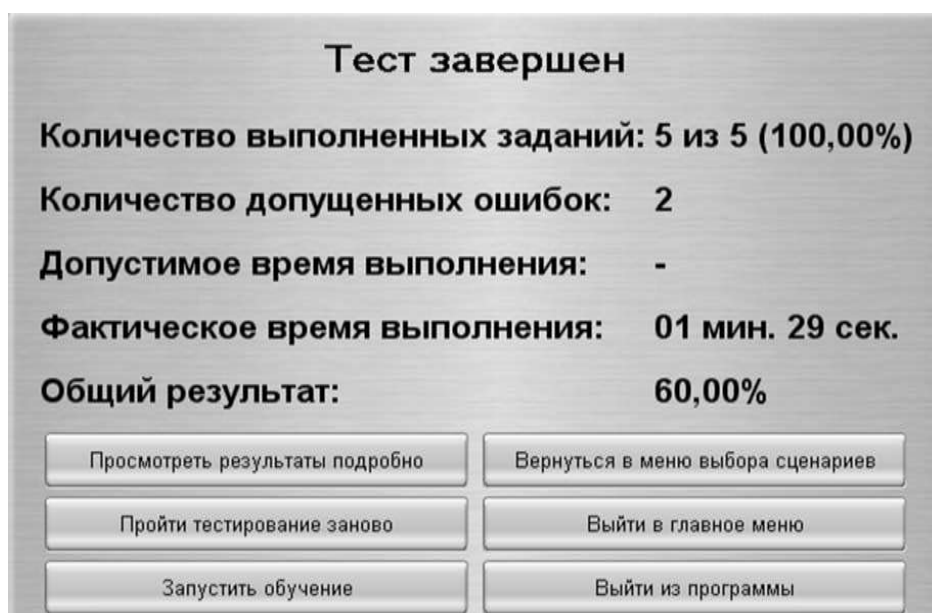 Тест завершен
Количество выполненных заданий: 5 из 5 (100,00%)
Количество допущенных ошибок: 2
Допустимое время выполнения: -
Фактическое время выполнения: 01 мин. 29 сек.
Общий результат: 60,00%
Просмотреть результаты подробно Вернуться в меню выбора сценариев
Пройти тестирование заново Выйти в главное меню
Запустить обучение Выйти из программы